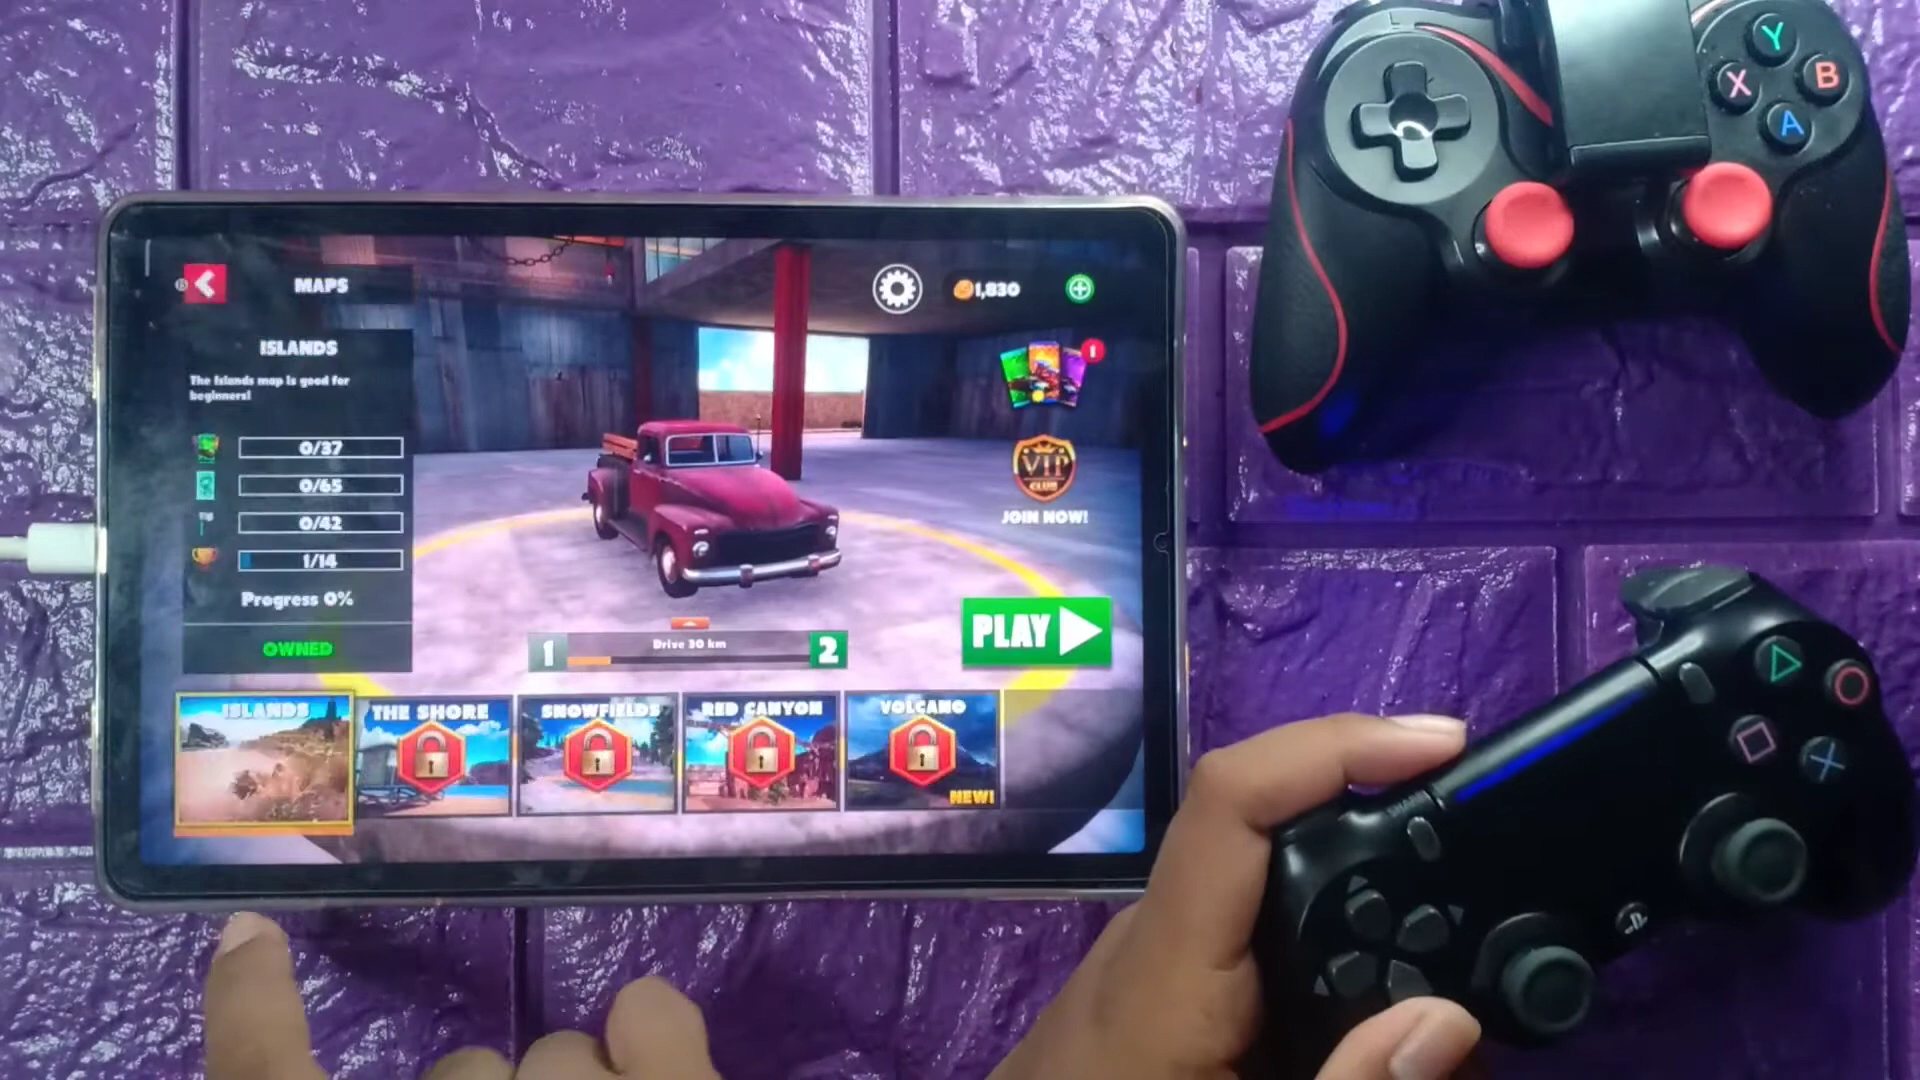 MAPS
1,830
ISLANDS
The Islands map is good for
beginners!
0/37
0/65
0/42
1/14
Progress 0%
OWNED
1
VIP
CLUB
JOIN NOW!
PLAY
1
Drive 30 km
2
ISLANDS
THE SHORE
SNOWFIELDS
RED CANYON
VOLCANO
NEW!
Y
X
B
A
SHARE